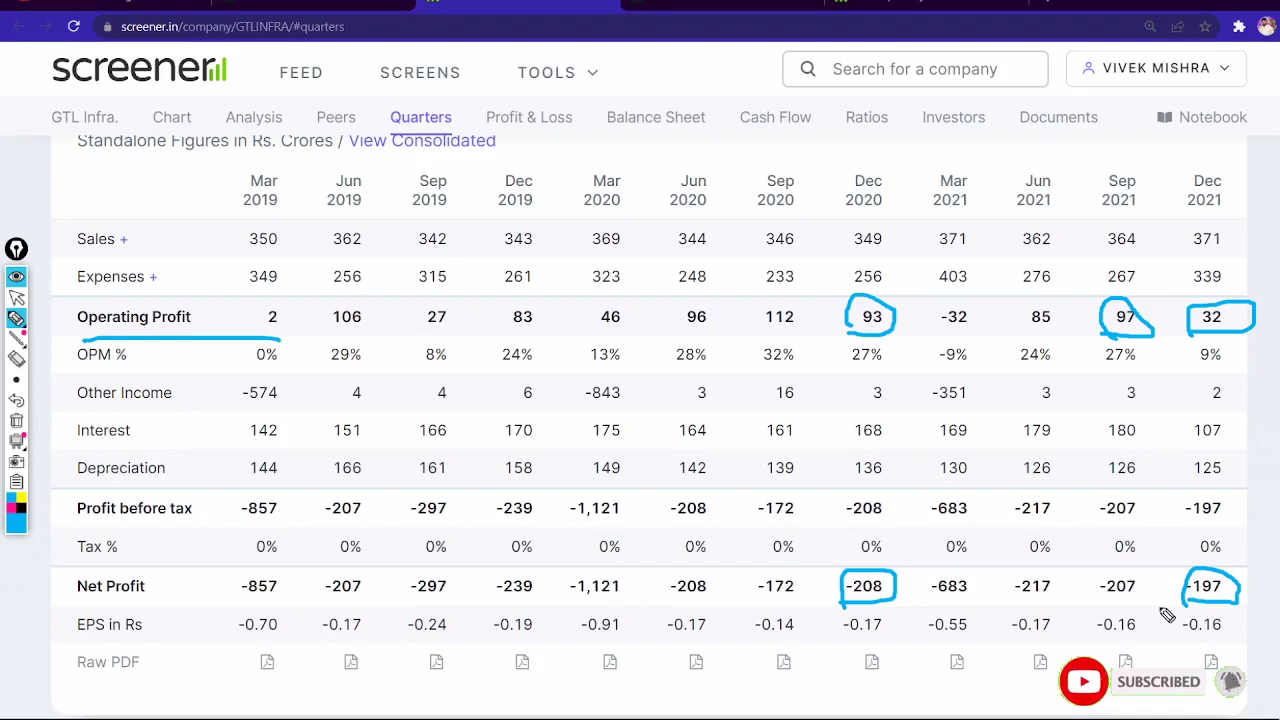 screener.in/company/GTLINFRA/#quarters
screener FEED SCREENS TOOLS Search for a company VIVEK MISHRA
GTL Infra. Chart Analysis Peers Quarters Profit & Loss Balance Sheet Cash Flow Ratios Investors Documents Notebook
Standalone Figures in Rs. Crores / View Consolidated
Mar 2019 Jun 2019 Sep 2019 Dec 2019 Mar 2020 Jun 2020 Sep 2020 Dec 2020 Mar 2021 Jun 2021 Sep 2021 Dec 2021
Sales + 350 362 342 343 369 344 346 349 371 362 364 371
Expenses + 349 256 315 261 323 248 233 256 403 276 267 339
Operating Profit 2 106 27 83 46 96 112 93 -32 85 97 32
OPM % 0% 29% 8% 24% 13% 28% 32% 27% -9% 24% 27% 9%
Other Income -574 4 4 6 -843 3 16 3 -351 3 3 2
Interest 142 151 166 170 175 164 161 168 169 179 180 107
Depreciation 144 166 161 158 149 142 139 136 130 126 126 125
Profit before tax -857 -207 -297 -239 -1,121 -208 -172 -208 -683 -217 -207 -197
Tax % 0% 0% 0% 0% 0% 0% 0% 0% 0% 0% 0% 0%
Net Profit -857 -207 -297 -239 -1,121 -208 -172 -208 -683 -217 -207 -197
EPS in Rs -0.70 -0.17 -0.24 -0.19 -0.91 -0.17 -0.14 -0.17 -0.55 -0.17 -0.16 -0.16
Raw PDF
SUBSCRIBED